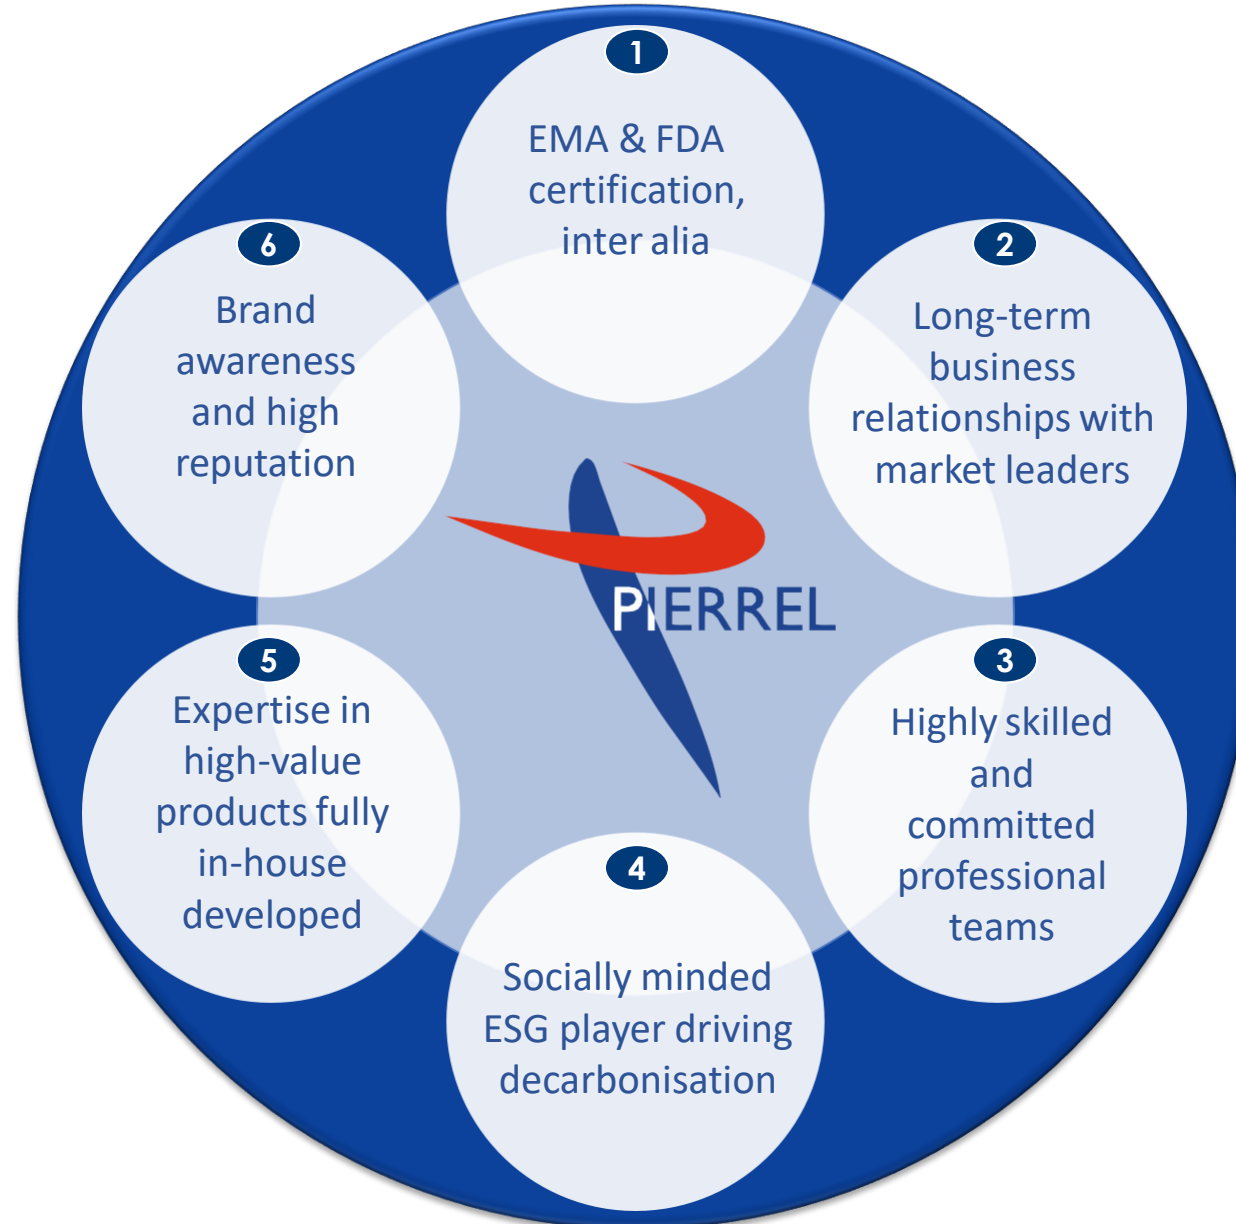 1
EMA & FDA
certification,
inter alia
2
Long-term
business
relationships with
market leaders
3
Highly skilled
and
committed
professional
teams
4
Socially minded
ESG player driving
decarbonisation
5
Expertise in
high-value
products fully
in-house
developed
6
Brand
awareness
and high
reputation
PIERREL